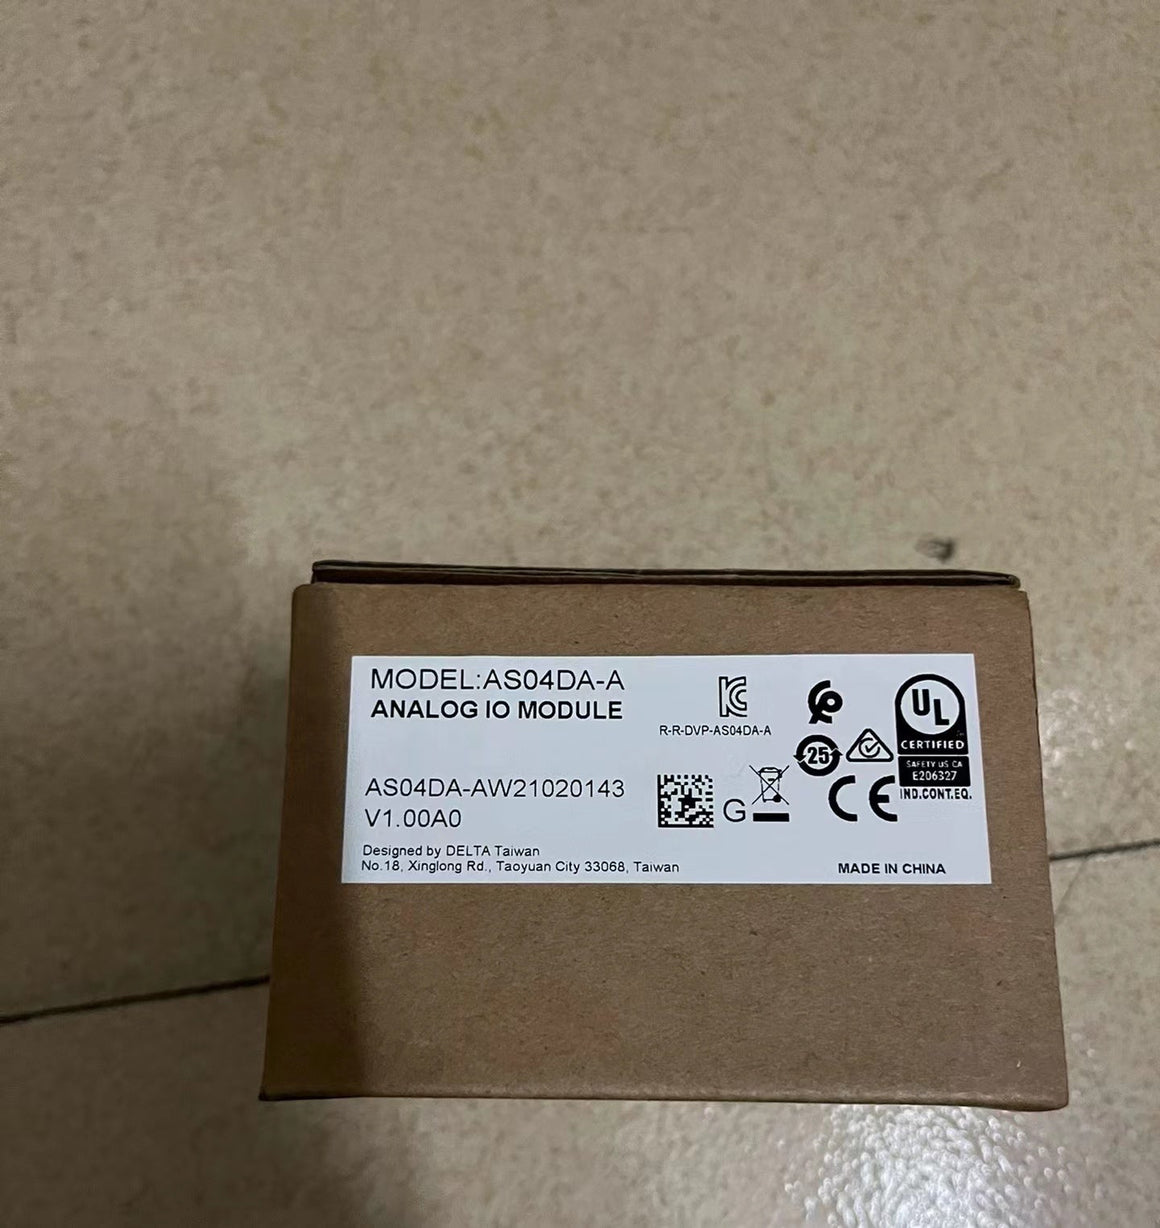 MODEL:AS04DA-A
ANALOG IO MODULE
R-R-DVP-AS04DA-A
UL
CERTIFIED
SAFETY US CA
E206327
IND.CONT.EQ.
25
AS04DA-AW21020143
V1.00A0
G
CE
Designed by DELTA Taiwan
No.18, Xinglong Rd., Taoyuan City 33068, Taiwan
MADE IN CHINA